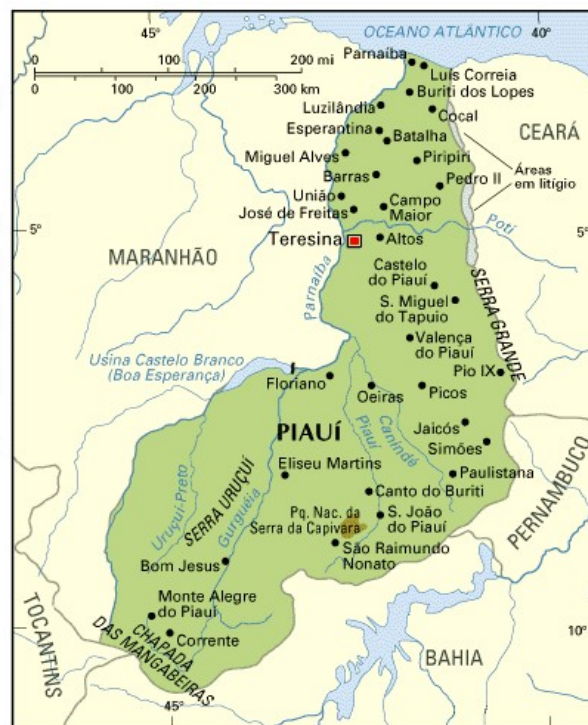 45°
OCEANO ATLÂNTICO
40°
0 100 200 mi
0 100 200 300 km
Parnaíba
Luís Correia
Buriti dos Lopes
Luzilândia
Cocal
CEARÁ
Esperantina
Batalha
Miguel Alves
Piripiri
Áreas
em litígio
Barras
Pedro II
União
Campo
Maior
José de Freitas
Poti
5°
5°
Teresina
Altos
MARANHÃO
Parnaíba
Castelo
do Piauí
S. Miguel
do Tapuio
SERRA GRANDE
Valença
do Piauí
Usina Castelo Branco
(Boa Esperança)
Pio IX
Floriano
Oeiras
Picos
Piauí
Canindé
Jaicós
Simões
PIAUÍ
Eliseu Martins
Paulistana
PERNAMBUCO
Uruçuí-Preto
SERRA URUÇUÍ
Gurguéia
Canto do Buriti
Pq. Nac. da
Serra da Capivara
S. João
do Piauí
São Raimundo
Nonato
Bom Jesus
Monte Alegre
do Piauí
TOCANTINS
Corrente
CHAPADA
DAS MANGABEIRAS
10°
BAHIA
45°